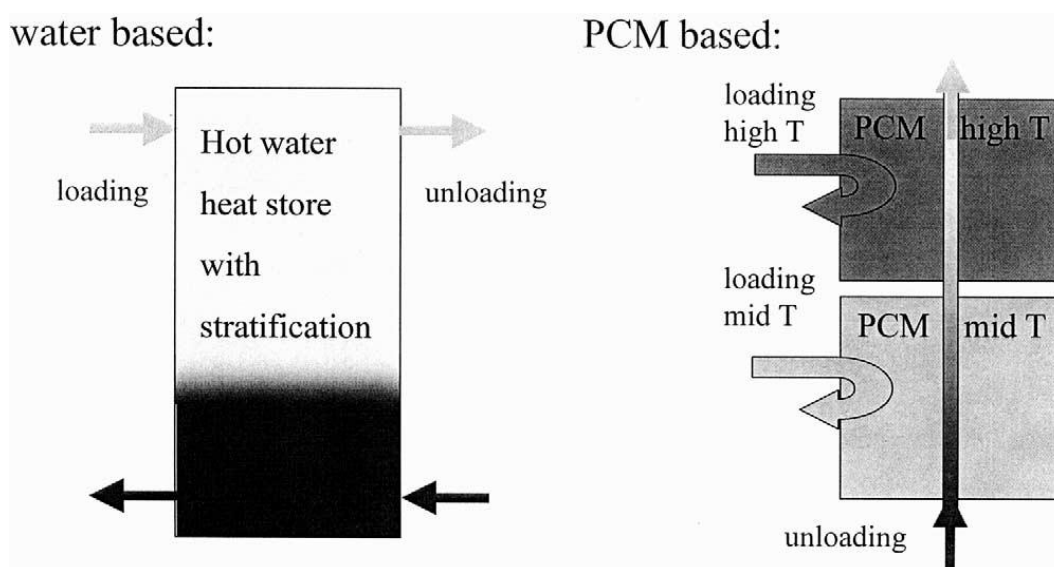 water based:
PCM based:
loading
unloading
Hot water
heat store
with
stratification
loading
high T
PCM high T
loading
mid T
PCM mid T
unloading